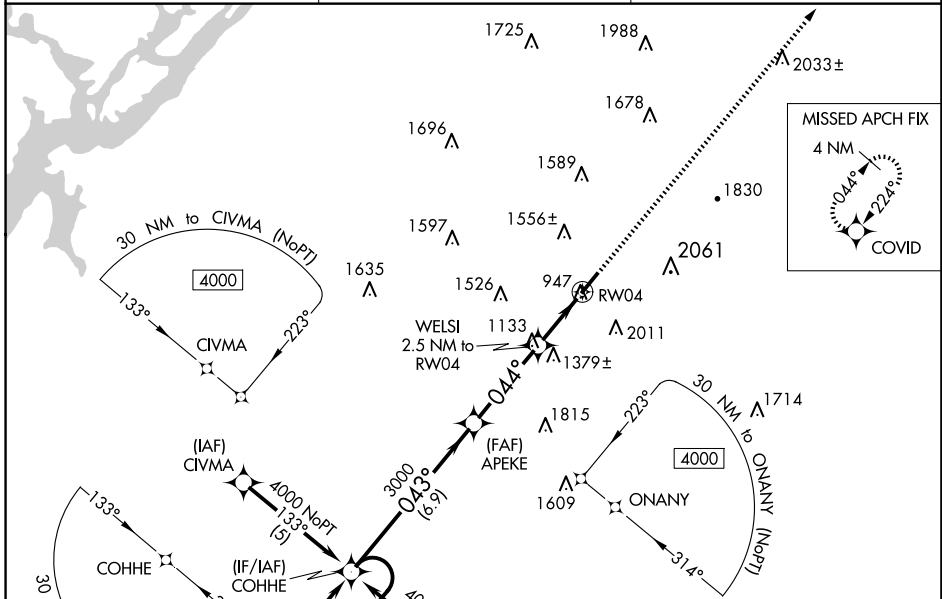 1725
1988
2033±
1678
MISSED APCH FIX
4 NM
044°
224°
COVID
1696
1589
1830
30 NM to CIVMA (NoPT)
4000
133°
223°
CIVMA
1597
1556±
2061
1635
1526
947
RW04
WELSI
2.5 NM to
RW04
1133
2011
1379±
044°
1815
(FAF)
APEKE
30 NM to ONANY (NoPT)
223°
1714
4000
1609
ONANY
314°
(IAF)
CIVMA
4000 NoPT
133°
(5)
3000
043°
(6.9)
133°
COHHE
30
(IF/IAF)
COHHE